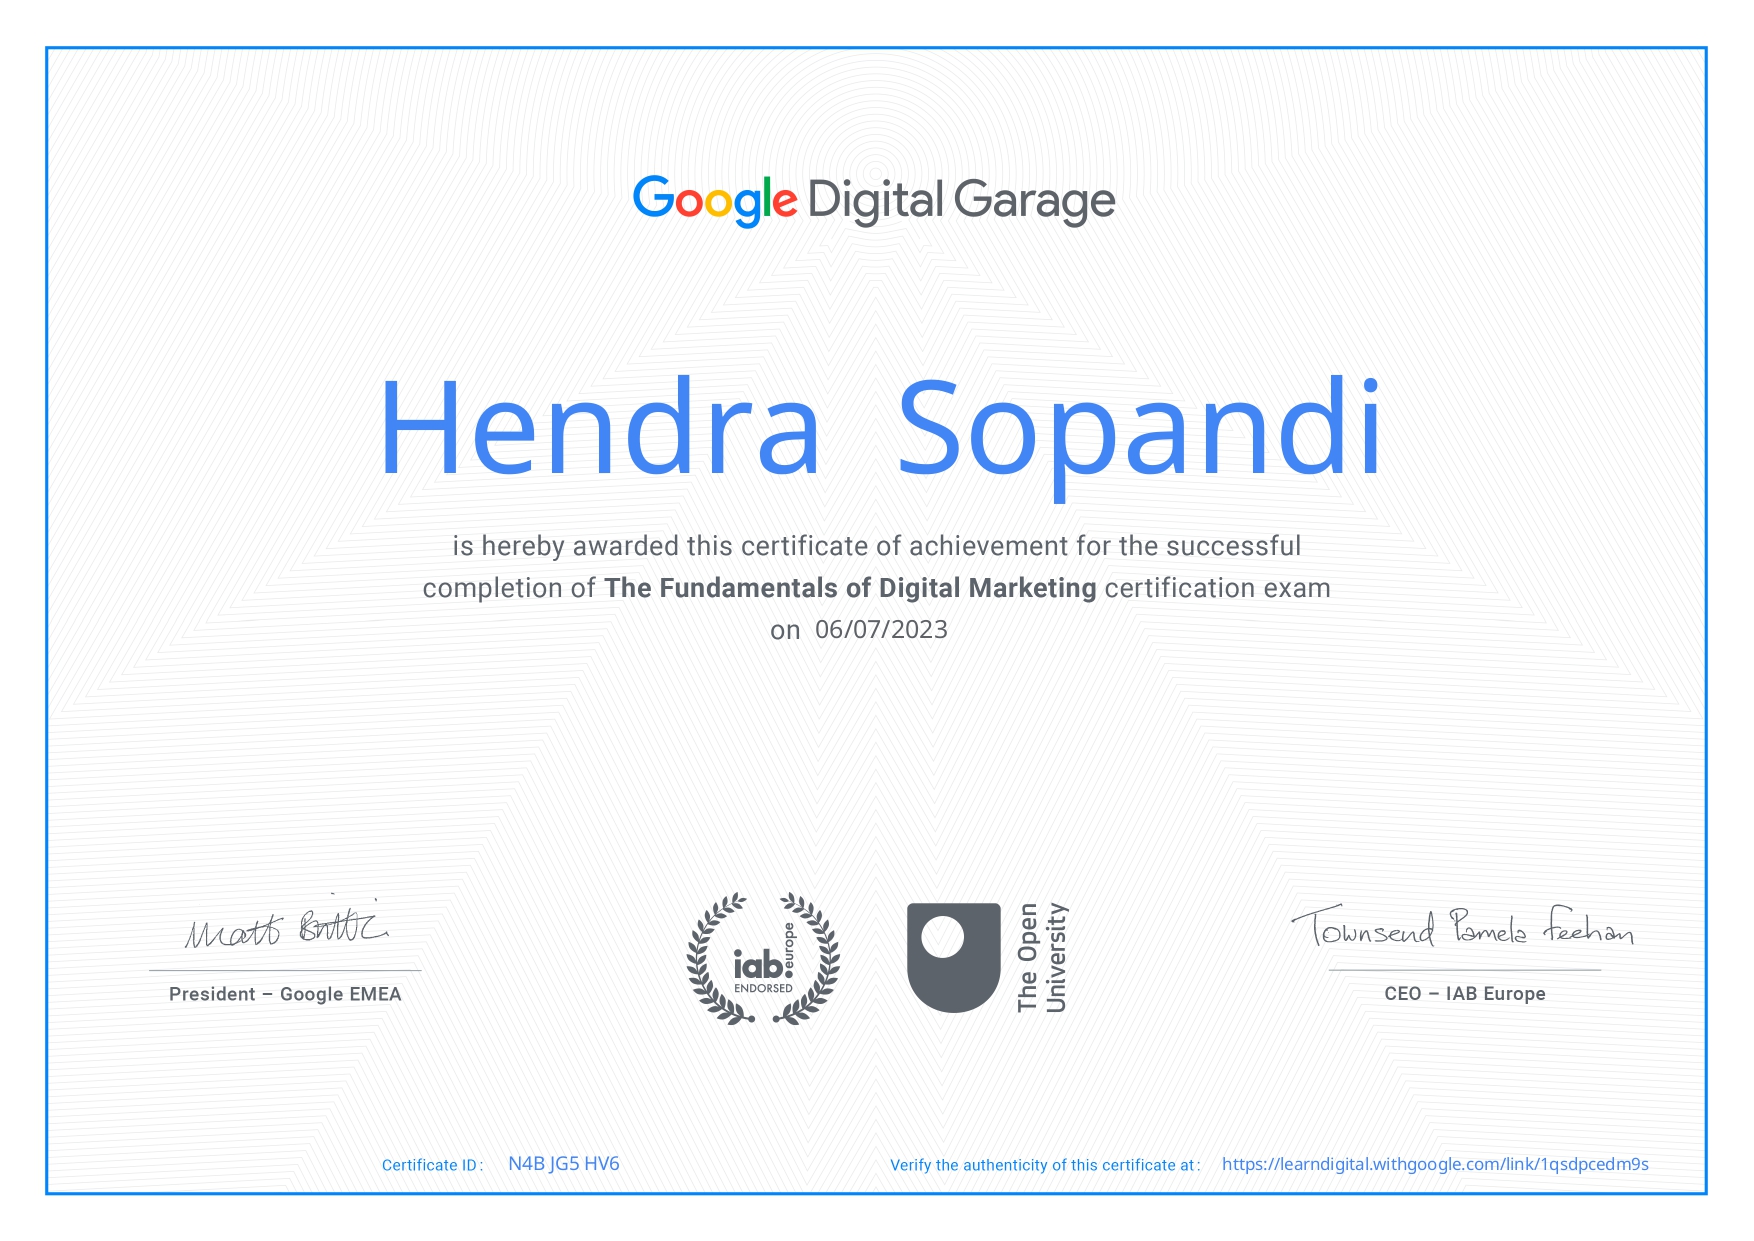 Google Digital Garage
Hendra Sopandi
is hereby awarded this certificate of achievement for the successful
completion of The Fundamentals of Digital Marketing certification exam
on 06/07/2023
Matt Brittin
Townsend Pamela Feehan
iab.
europe
ENDORSED
The Open
University
President – Google EMEA
CEO – IAB Europe
Certificate ID: N4B JG5 HV6
Verify the authenticity of this certificate at: https://learndigital.withgoogle.com/link/1qsdpcedm9s